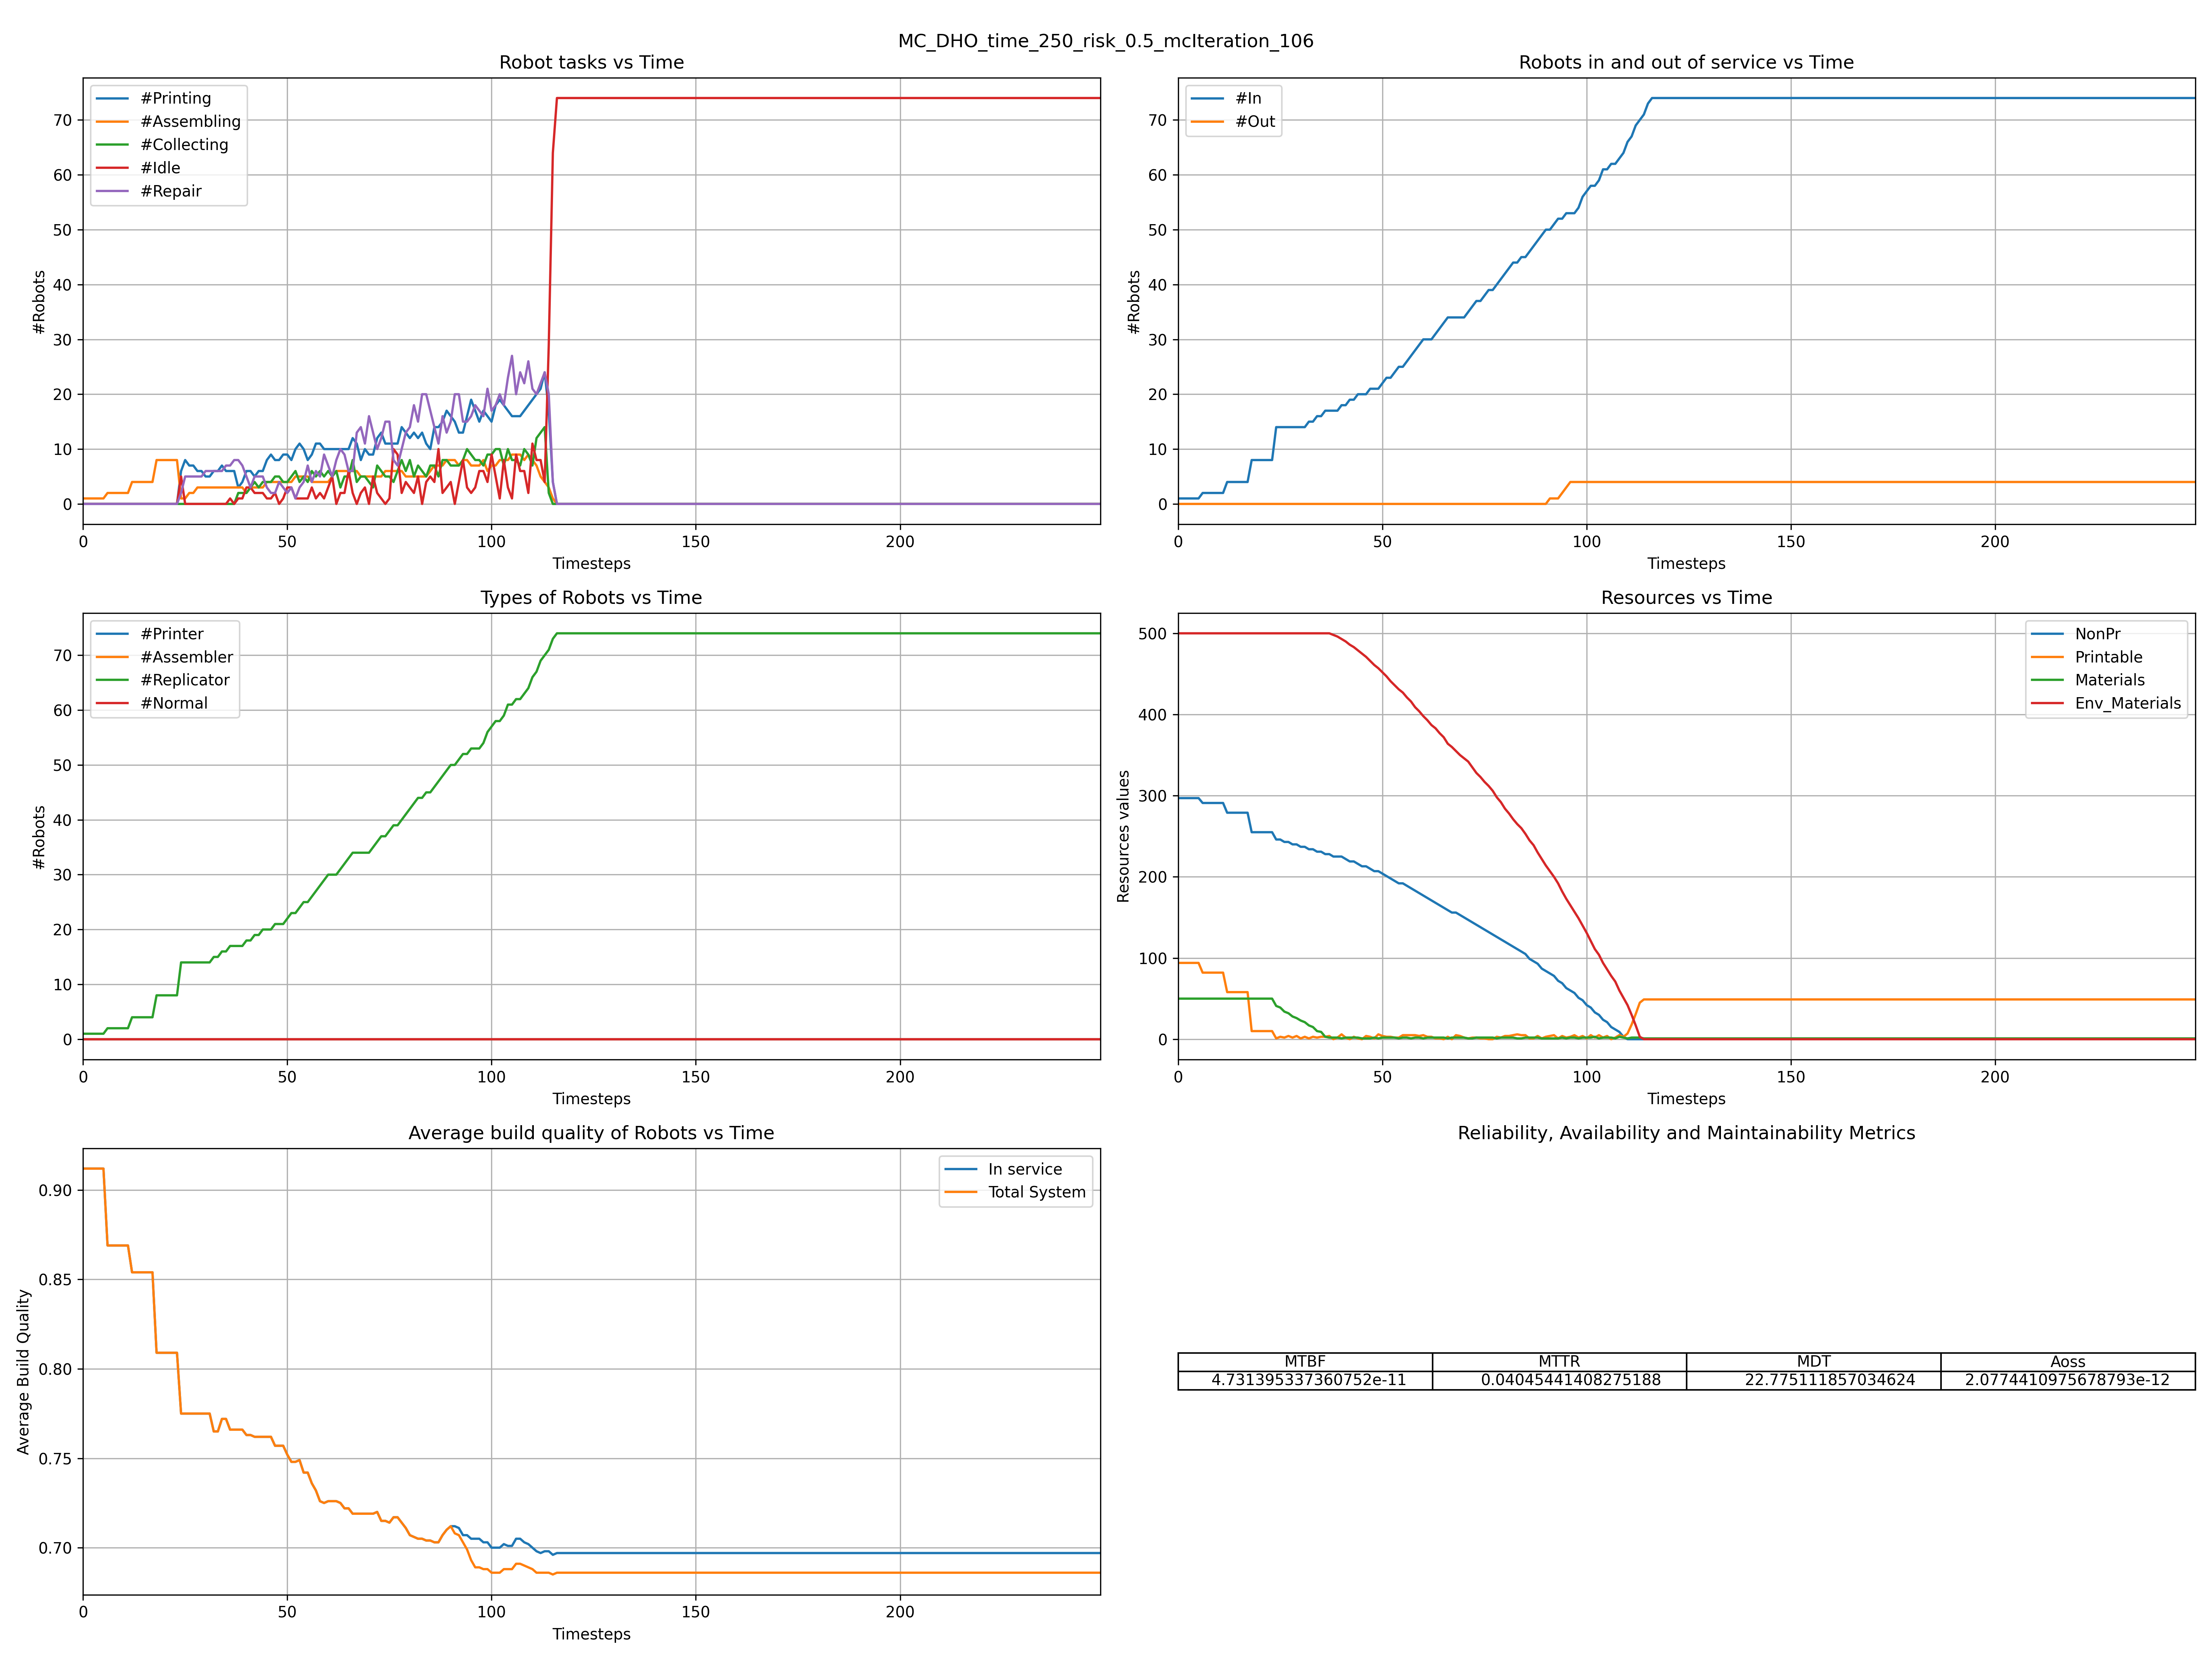 MC_DHO_time_250_risk_0.5_mcIteration_106
Robot tasks vs Time
#Printing
#Assembling
#Collecting
#Idle
#Repair
70
60
50
40
30
20
10
0
#Robots
0 50 100 150 200
Timesteps
Robots in and out of service vs Time
#In
#Out
70
60
50
40
30
20
10
0
#Robots
0 50 100 150 200
Timesteps
Types of Robots vs Time
#Printer
#Assembler
#Replicator
#Normal
70
60
50
40
30
20
10
0
#Robots
0 50 100 150 200
Timesteps
Resources vs Time
NonPr
Printable
Materials
Env_Materials
500
400
300
200
100
0
Resources values
0 50 100 150 200
Timesteps
Average build quality of Robots vs Time
In service
Total System
0.90
0.85
0.80
0.75
0.70
Average Build Quality
0 50 100 150 200
Timesteps
Reliability, Availability and Maintainability Metrics
MTBF MTTR MDT Aoss
4.731395337360752e-11 0.04045441408275188 22.775111857034624 2.0774410975678793e-12